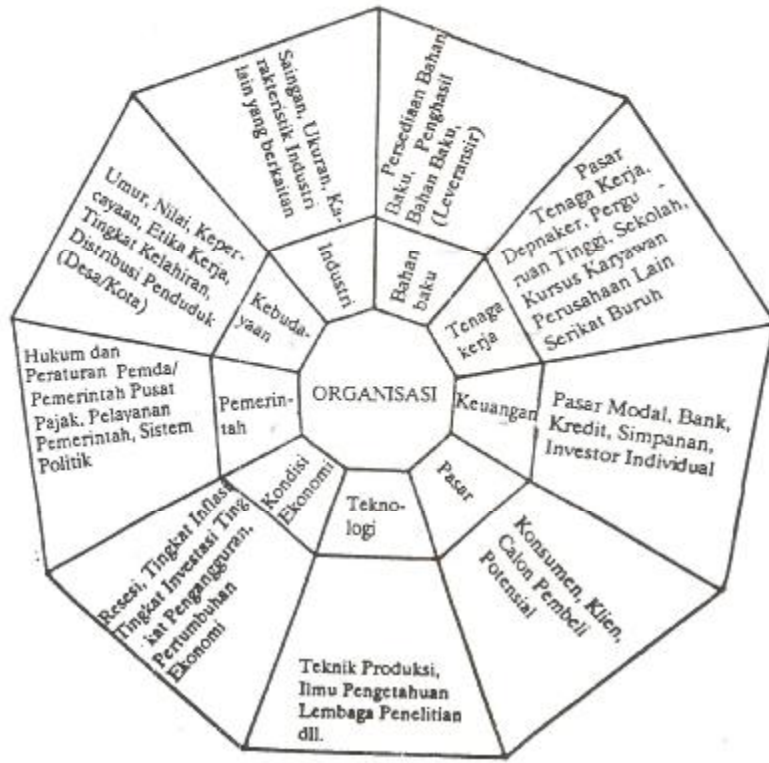 Saingan, Ukuran, Ka-
rakteristik Industri
lain yang berkaitan
Persediaan Bahan
Baku, Penghasil
Bahan Baku,
(Leveransir)
Pasar
Tenaga Kerja,
Depnaker, Pergu -
ruan Tinggi, Sekolah,
Kursus Karyawan
Perusahaan Lain
Serikat Buruh
Umur, Nilai, Keper-
cayaan, Etika Kerja,
Tingkat Kelahiran,
Distribusi Penduduk
(Desa/Kota)
Industri
Bahan
baku
Kebuda-
yaan
Tenaga
kerja
Hukum dan
Peraturan Pemda/
Pemerintah Pusat
Pajak, Pelayanan
Pemerintah, Sistem
Politik
Pemerin-
tah
ORGANISASI
Keuangan
Pasar Modal, Bank,
Kredit, Simpanan,
Investor Individual
Kondisi
Ekonomi
Tekno-
logi
Pasar
Resesi, Tingkat Inflasi
Tingkat Investasi Ting
kat Pengangguran,
Pertumbuhan
Ekonomi
Teknik Produksi,
Ilmu Pengetahuan
Lembaga Penelitian
dll.
Konsumen, Klien,
Calon Pembeli
Potensial